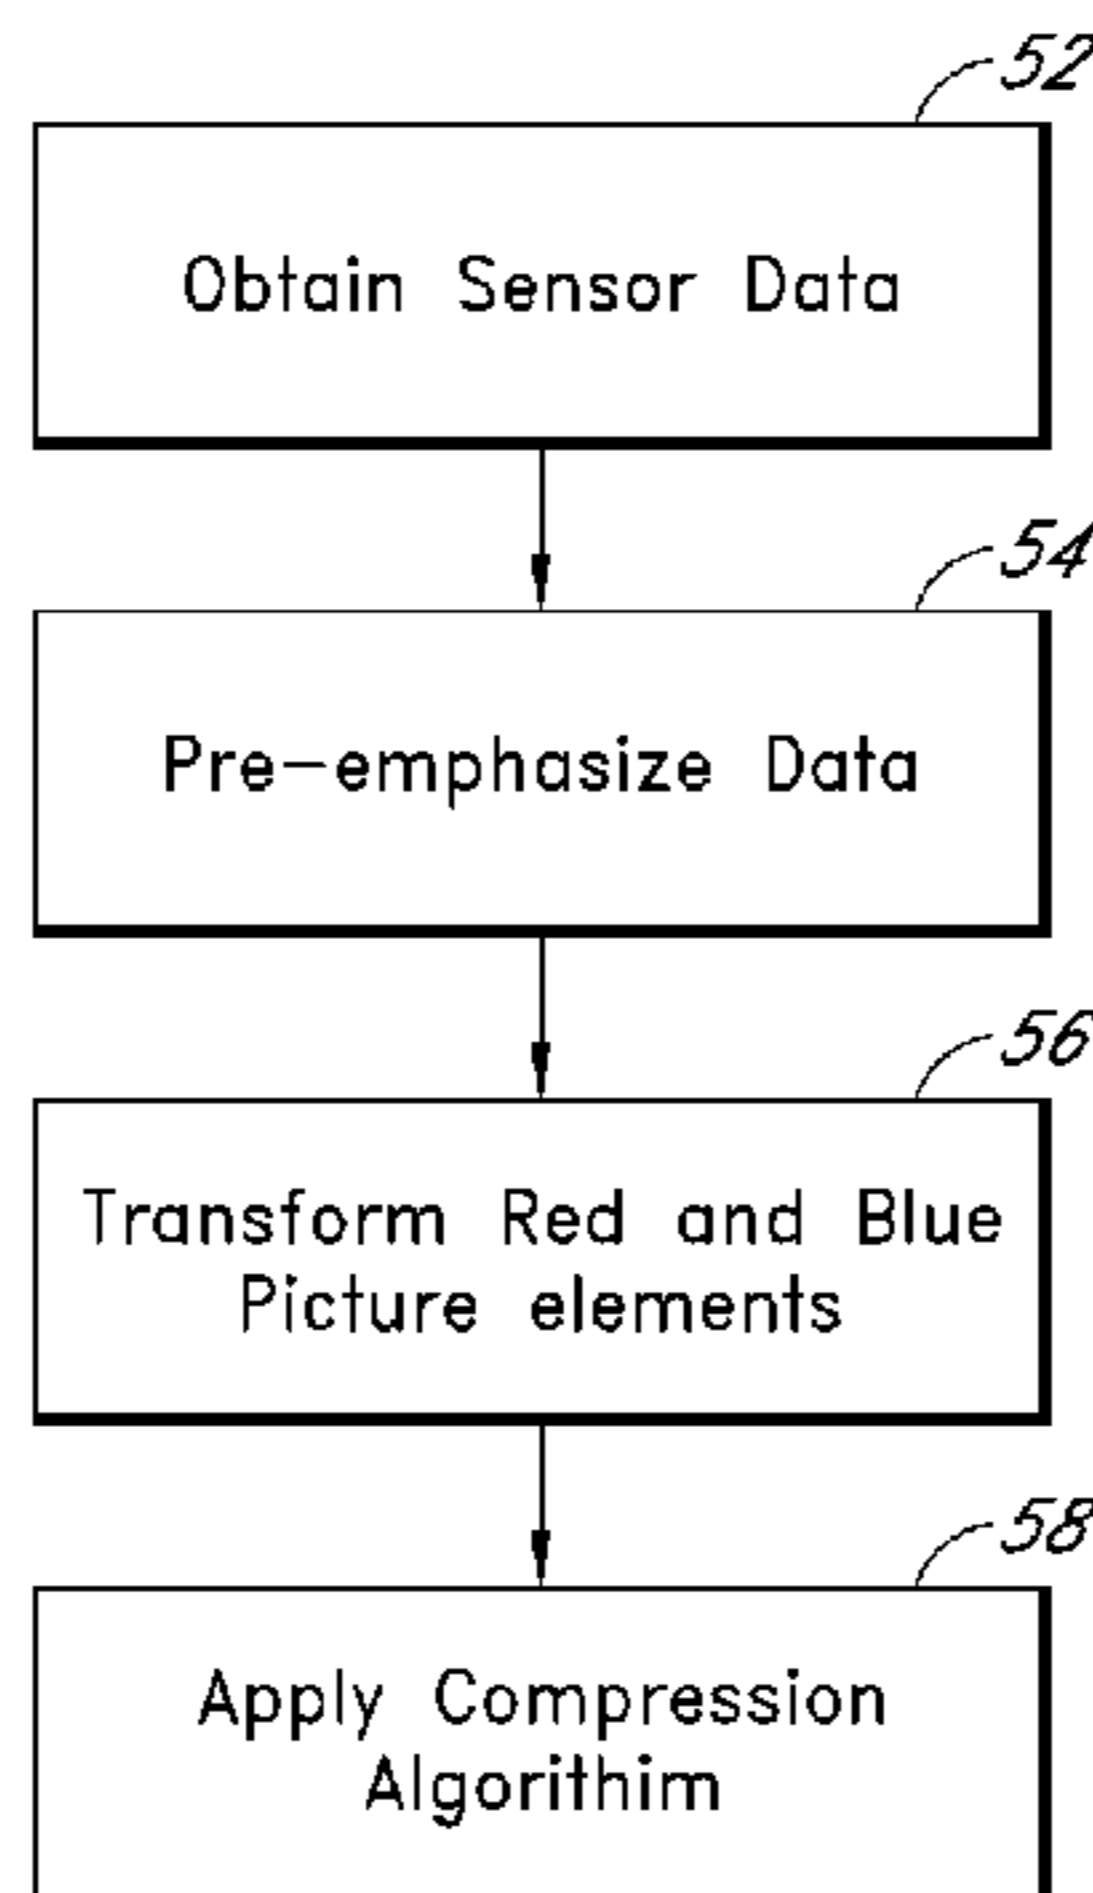 52
Obtain Sensor Data
54
Pre-emphasize Data
56
Transform Red and Blue
Picture elements
58
Apply Compression
Algorithim